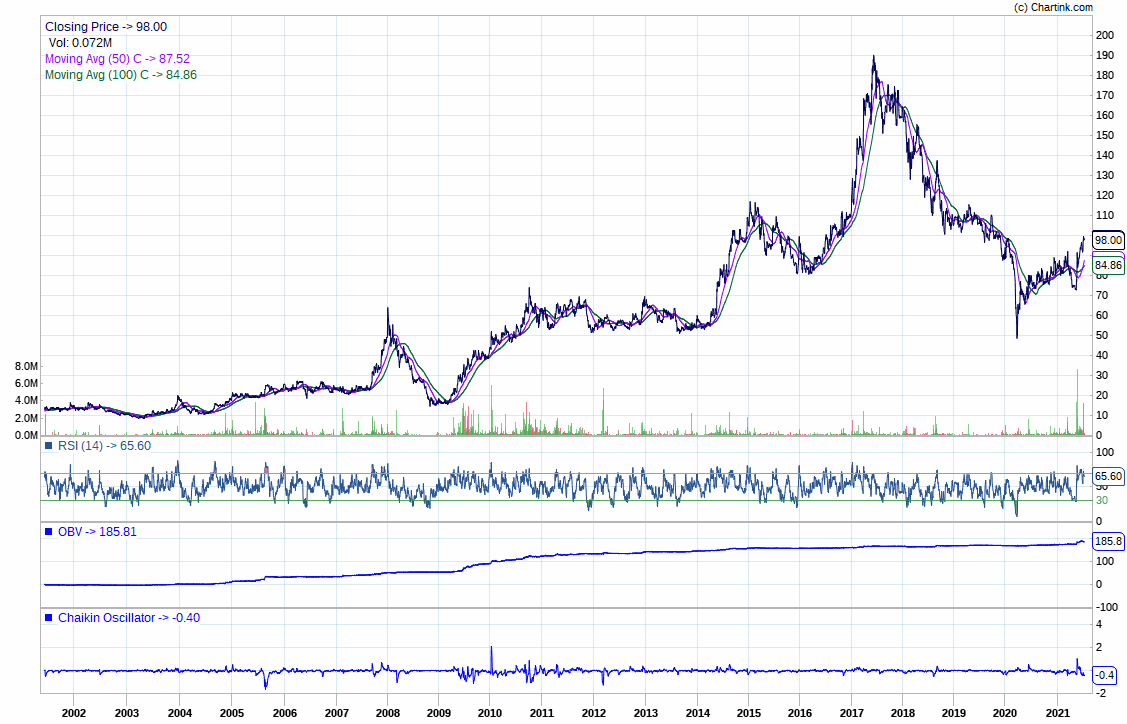 (c) Chartink.com
Closing Price -> 98.00
Vol: 0.072M
Moving Avg (50) C -> 87.52
Moving Avg (100) C -> 84.86
200
190
180
170
160
150
140
130
120
110
98.00
84.86
80
70
60
50
40
30
20
10
0
8.0M
6.0M
4.0M
2.0M
0.0M
RSI (14) -> 65.60
100
65.60
50
30
0
OBV -> 185.81
185.8
100
0
-100
Chaikin Oscillator -> -0.40
4
2
-0.4
-2
2002 2003 2004 2005 2006 2007 2008 2009 2010 2011 2012 2013 2014 2015 2016 2017 2018 2019 2020 2021